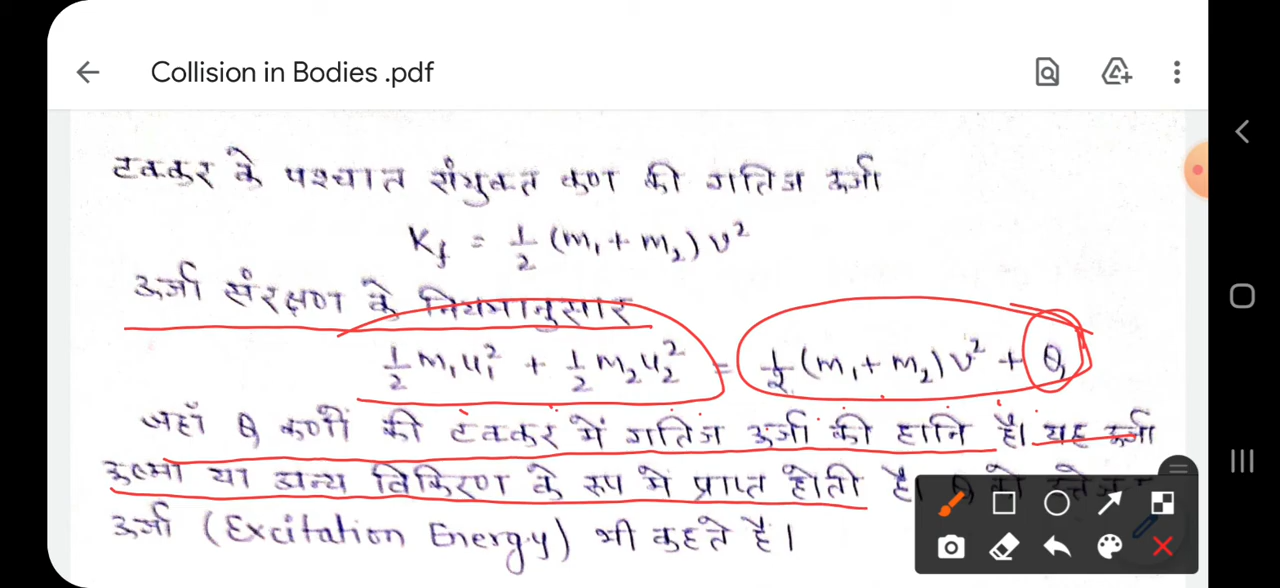 Collision in Bodies .pdf
टक्कर के पश्चात संयुक्त कण की गतिज ऊर्जा
K_f = 1/2 (m₁ + m₂) v²
ऊर्जा संरक्षण के नियमानुसार
1/2 m₁u₁² + 1/2 m₂u₂² = 1/2 (m₁ + m₂) v² + Q
जहाँ Q कणों की टक्कर में गतिज ऊर्जा की हानि है। यह ऊर्जा
ऊष्मा या अन्य विकिरण के रूप में प्राप्त होती है। Q को
ऊर्जा (Excitation Energy) भी कहते है।